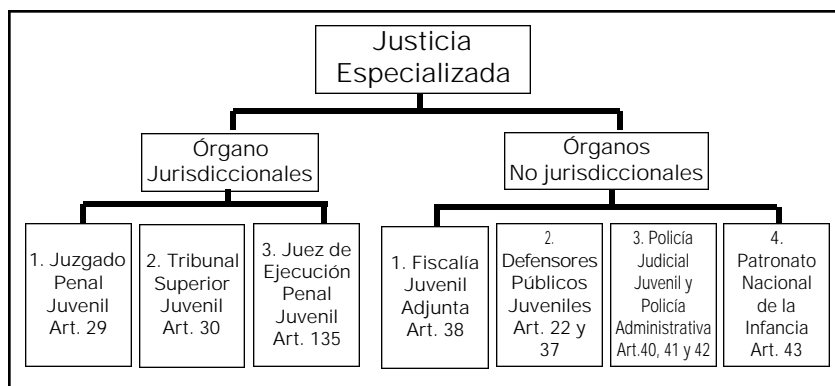 Justicia
Especializada
Órgano
Jurisdiccionales
Órganos
No jurisdiccionales
1. Juzgado
Penal
Juvenil
Art. 29
2. Tribunal
Superior
Juvenil
Art. 30
3. Juez de
Ejecución
Penal
Juvenil
Art. 135
1. Fiscalía
Juvenil
Adjunta
Art. 38
2.
Defensores
Públicos
Juveniles
Art. 22 y
37
3. Policía
Judicial
Juvenil y
Policía
Administrativa
Art.40, 41 y 42
4.
Patronato
Nacional
de la
Infancia
Art. 43